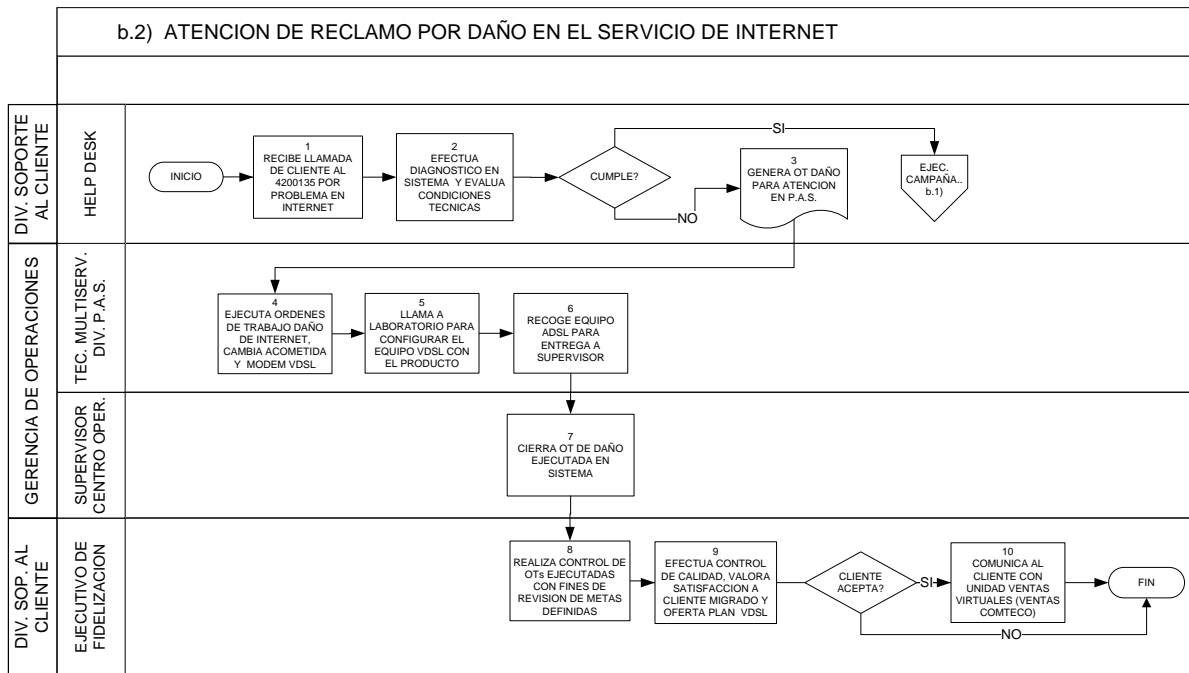 b.2) ATENCION DE RECLAMO POR DAÑO EN EL SERVICIO DE INTERNET
DIV. SOPORTE
AL CLIENTE
HELP DESK
INICIO
1
RECIBE LLAMADA
DE CLIENTE AL
4200135 POR
PROBLEMA EN
INTERNET
2
EFECTUA
DIAGNOSTICO EN
SISTEMA Y EVALUA
CONDICIONES
TECNICAS
CUMPLE?
SI
NO
3
GENERA OT DAÑO
PARA ATENCION
EN P.A.S.
EJEC.
CAMPAÑA..
b.1)
GERENCIA DE OPERACIONES
TEC. MULTISERV.
DIV. P.A.S.
4
EJECUTA ORDENES
DE TRABAJO DAÑO
DE INTERNET,
CAMBIA ACOMETIDA
Y MODEM VDSL
5
LLAMA A
LABORATORIO PARA
CONFIGURAR EL
EQUIPO VDSL CON
EL PRODUCTO
6
RECOGE EQUIPO
ADSL PARA
ENTREGA A
SUPERVISOR
SUPERVISOR
CENTRO OPER.
7
CIERRA OT DE DAÑO
EJECUTADA EN
SISTEMA
DIV. SOP. AL
CLIENTE
EJECUTIVO DE
FIDELIZACION
8
REALIZA CONTROL DE
OTs EJECUTADAS
CON FINES DE
REVISION DE METAS
DEFINIDAS
9
EFECTUA CONTROL
DE CALIDAD, VALORA
SATISFACCION A
CLIENTE MIGRADO Y
OFERTA PLAN VDSL
CLIENTE
ACEPTA?
SI
NO
10
COMUNICA AL
CLIENTE CON
UNIDAD VENTAS
VIRTUALES (VENTAS
COMTECO)
FIN